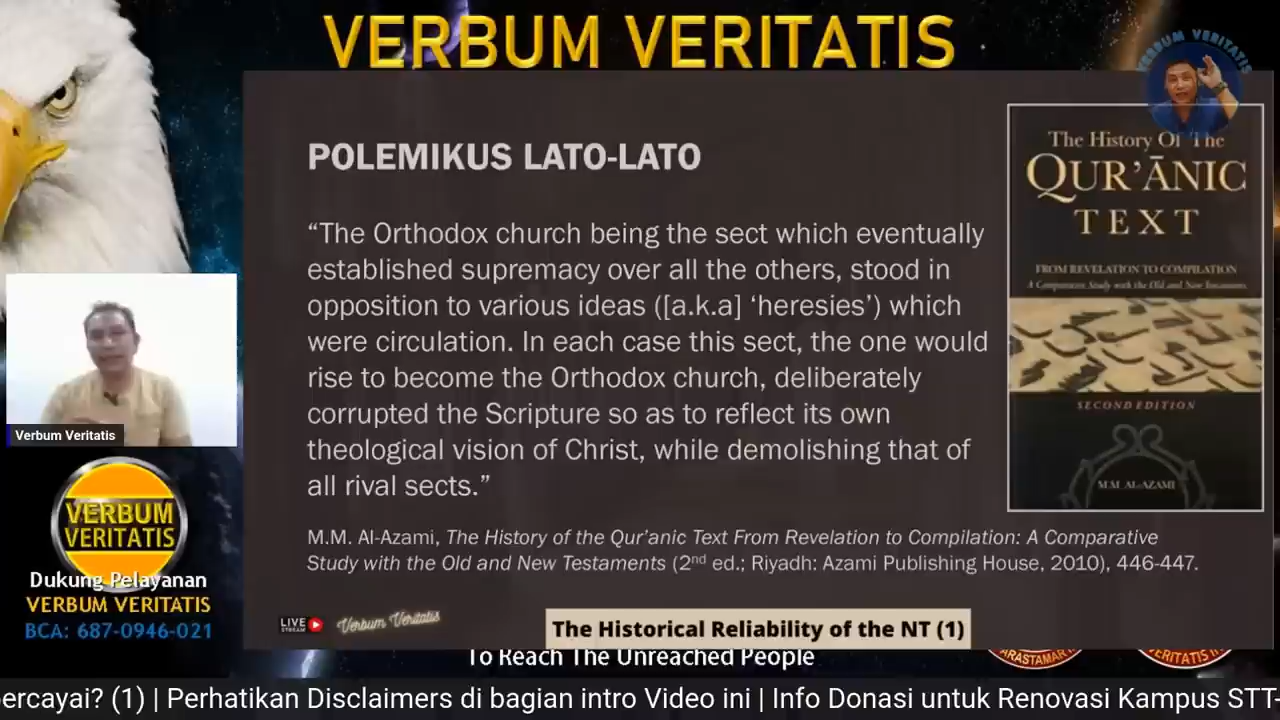 VERBUM VERITATIS
VERBUM VERITATIS
The History Of The
QUR'ĀNIC
TEXT
FROM REVELATION TO COMPILATION
A Comparative Study with the Old and New Testaments
SECOND EDITION
M.M. AL-AZAMI
POLEMIKUS LATO-LATO
“The Orthodox church being the sect which eventually
established supremacy over all the others, stood in
opposition to various ideas ([a.k.a] ‘heresies’) which
were circulation. In each case this sect, the one would
rise to become the Orthodox church, deliberately
corrupted the Scripture so as to reflect its own
theological vision of Christ, while demolishing that of
all rival sects.”
M.M. Al-Azami, The History of the Qur’anic Text From Revelation to Compilation: A Comparative
Study with the Old and New Testaments (2nd ed.; Riyadh: Azami Publishing House, 2010), 446-447.
Verbum Veritatis
VERBUM
VERITATIS
Dukung Pelayanan
VERBUM VERITATIS
BCA: 687-0946-021
LIVE
STREAM
Verbum Veritatis
The Historical Reliability of the NT (1)
To Reach The Unreached People
ercayai? (1) | Perhatikan Disclaimers di bagian intro Video ini | Info Donasi untuk Renovasi Kampus STT-